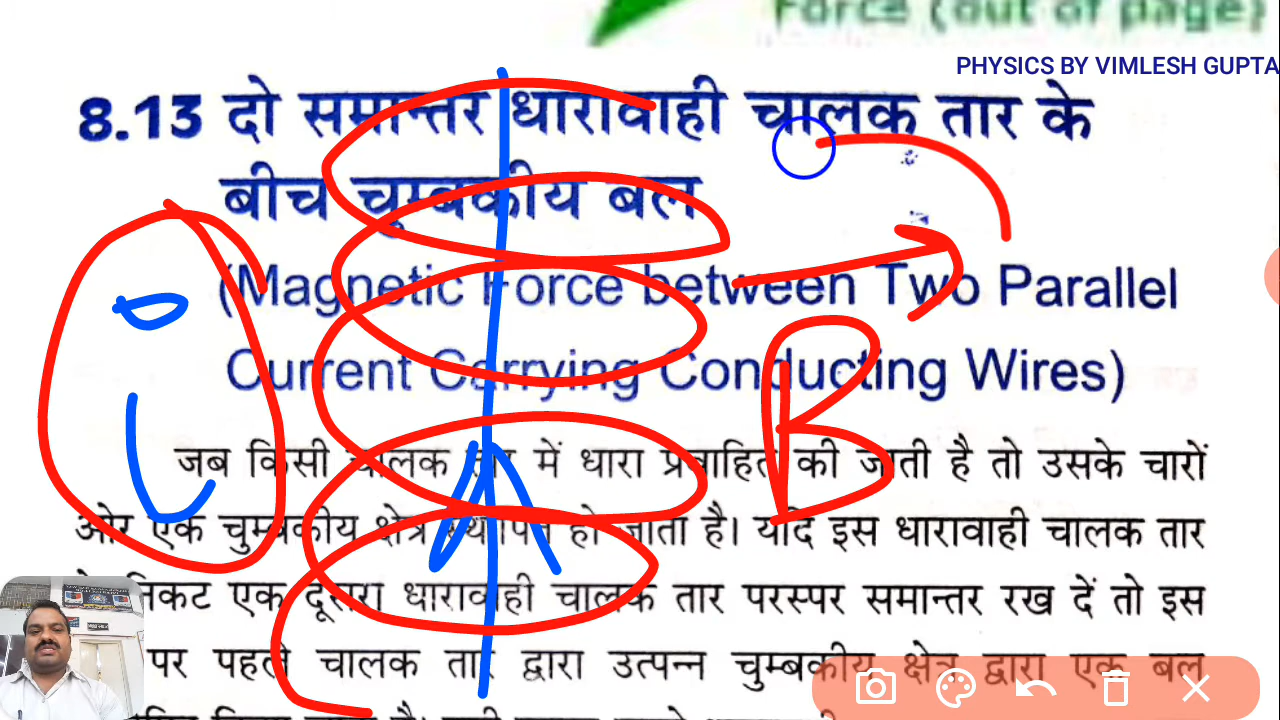 Force (out of page)
PHYSICS BY VIMLESH GUPTA
8.13 दो समान्तर धारावाही चालक तार के
बीच चुम्बकीय बल
(Magnetic Force between Two Parallel
Current Carrying Conducting Wires)
i
B
जब किसी चालक तार में धारा प्रवाहित की जाती है तो उसके चारों
ओर एक चुम्बकीय क्षेत्र स्थापित हो जाता है। यदि इस धारावाही चालक तार
निकट एक दूसरा धारावाही चालक तार परस्पर समान्तर रख दें तो इस
पर पहले चालक तार द्वारा उत्पन्न चुम्बकीय क्षेत्र द्वारा एक बल